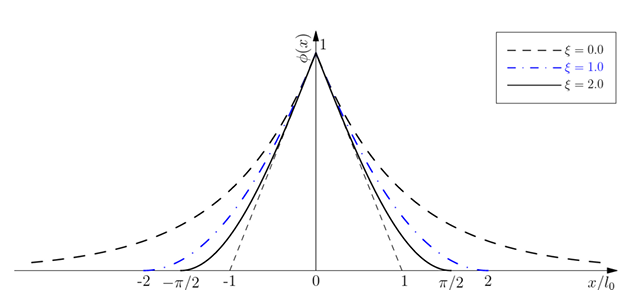 ϕ(x)
1
ξ = 0.0
ξ = 1.0
ξ = 2.0
-2 −π/2 -1 0 1 π/2 2 x/l₀